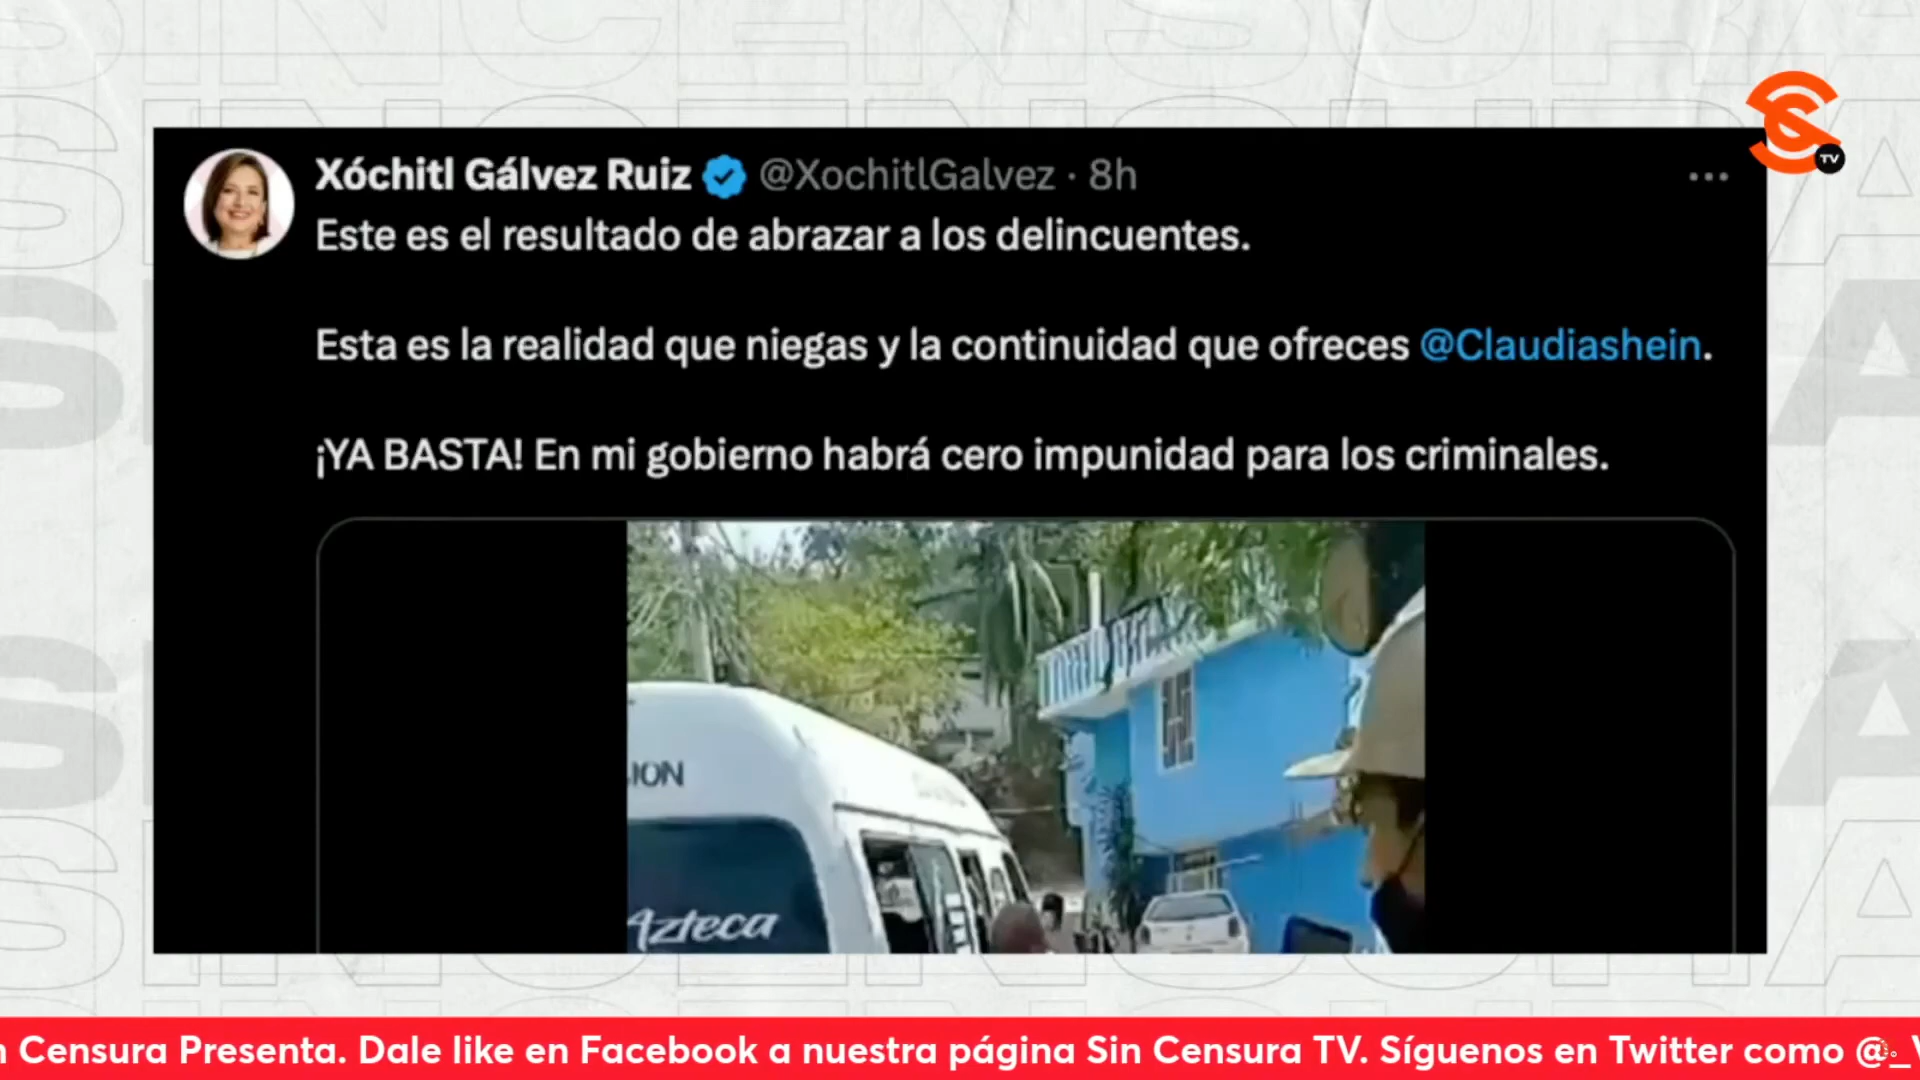 Xóchitl Gálvez Ruiz @XochitlGalvez · 8h
Este es el resultado de abrazar a los delincuentes.
Esta es la realidad que niegas y la continuidad que ofreces @Claudiashein.
¡YA BASTA! En mi gobierno habrá cero impunidad para los criminales.
TV
ION
Azteca
Censura Presenta. Dale like en Facebook a nuestra página Sin Censura TV. Síguenos en Twitter como